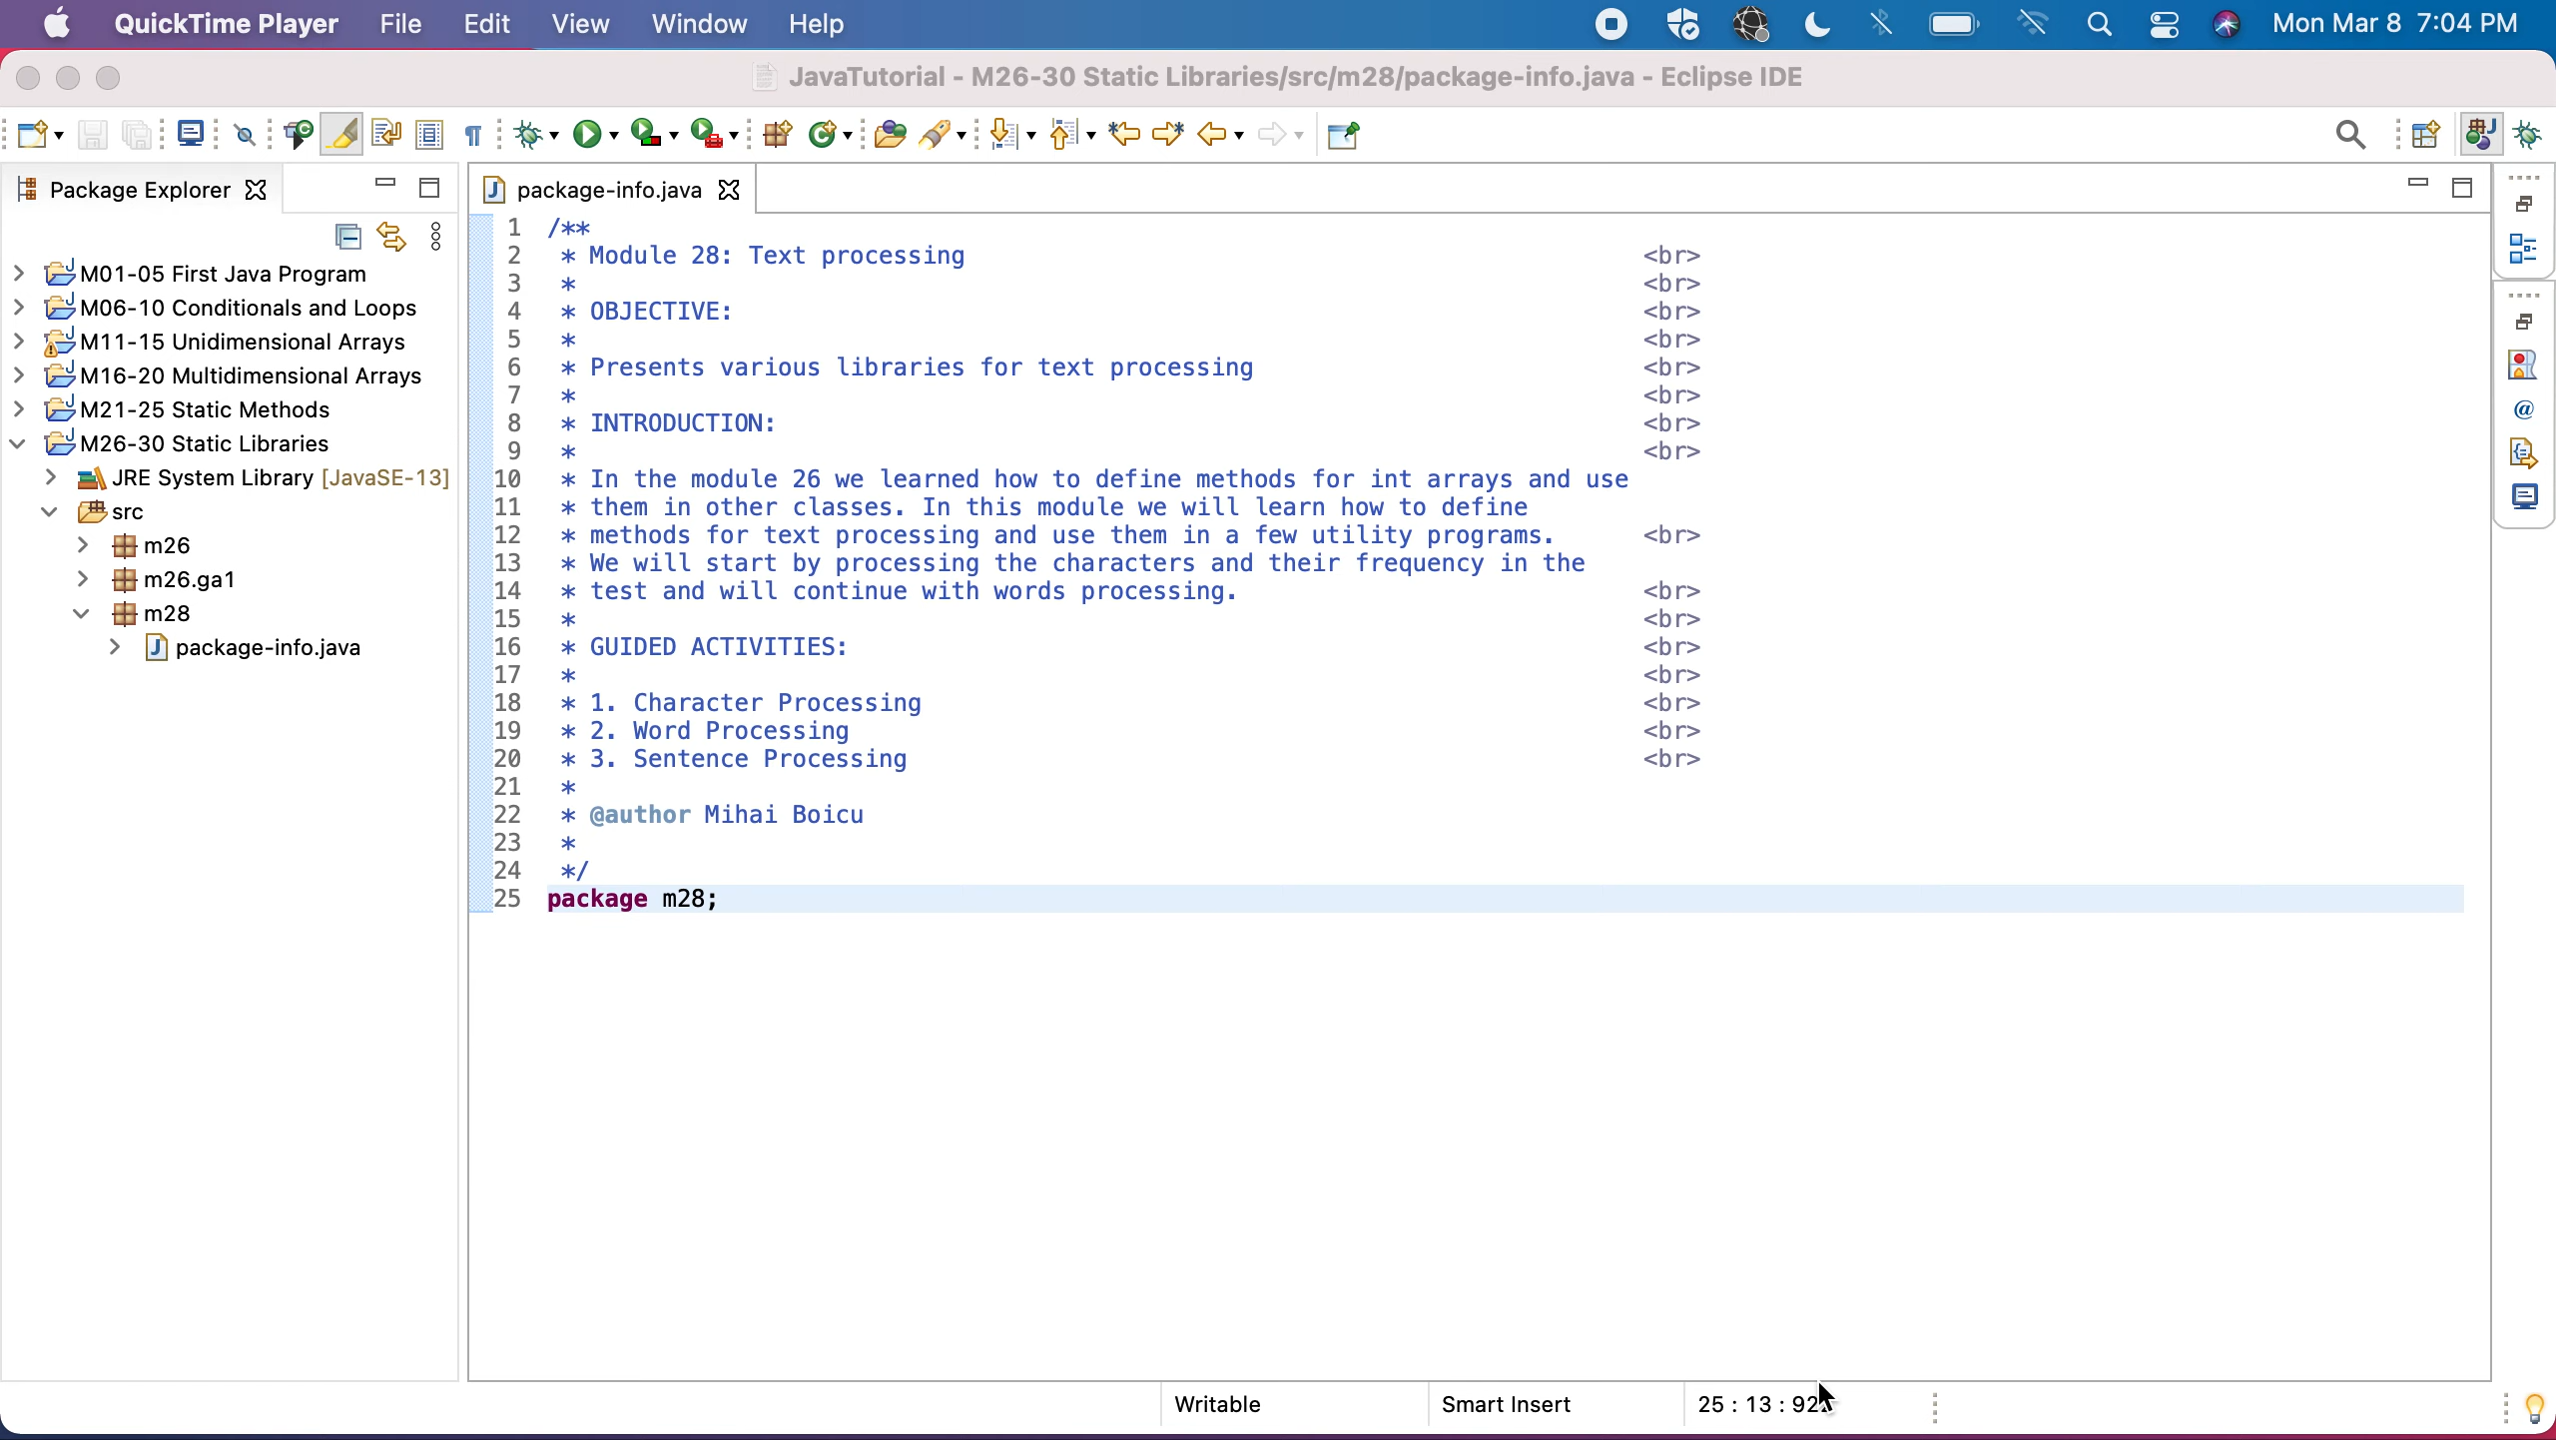 QuickTime Player File Edit View Window Help Mon Mar 8 7:04 PM
JavaTutorial - M26-30 Static Libraries/src/m28/package-info.java - Eclipse IDE
Package Explorer
M01-05 First Java Program
M06-10 Conditionals and Loops
M11-15 Unidimensional Arrays
M16-20 Multidimensional Arrays
M21-25 Static Methods
M26-30 Static Libraries
JRE System Library [JavaSE-13]
src
m26
m26.ga1
m28
package-info.java
package-info.java
1 /**
2 * Module 28: Text processing <br>
3 * <br>
4 * OBJECTIVE: <br>
5 * <br>
6 * Presents various libraries for text processing <br>
7 * <br>
8 * INTRODUCTION: <br>
9 * <br>
10 * In the module 26 we learned how to define methods for int arrays and use
11 * them in other classes. In this module we will learn how to define
12 * methods for text processing and use them in a few utility programs. <br>
13 * We will start by processing the characters and their frequency in the
14 * test and will continue with words processing. <br>
15 * <br>
16 * GUIDED ACTIVITIES: <br>
17 * <br>
18 * 1. Character Processing <br>
19 * 2. Word Processing <br>
20 * 3. Sentence Processing <br>
21 *
22 * @author Mihai Boicu
23 *
24 */
25 package m28;
Writable Smart Insert 25 : 13 :